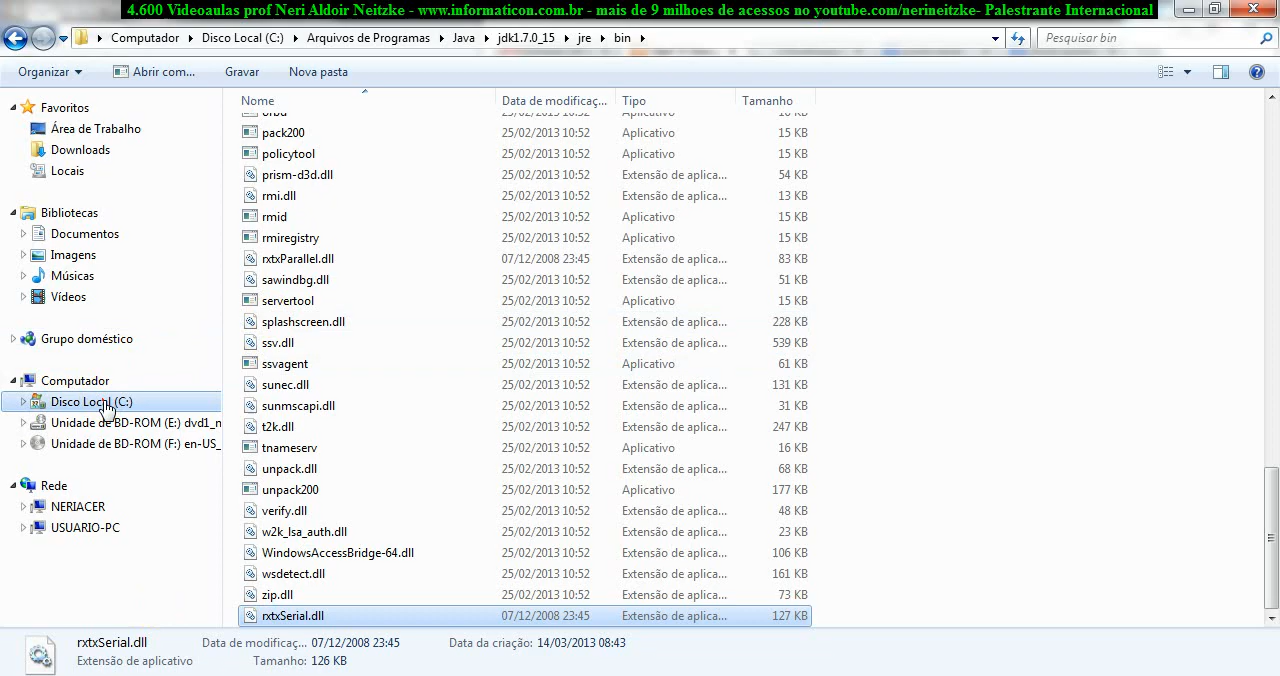 4.600 Videoaulas prof Neri Aldoir Neitzke - www.informaticon.com.br - mais de 9 milhoes de acessos no youtube.com/nerineitzke- Palestrante Internacional
Computador Disco Local (C:) Arquivos de Programas Java jdk1.7.0_15 jre bin Pesquisar bin
Organizar Abrir com... Gravar Nova pasta
Nome Data de modificaç... Tipo Tamanho
Favoritos
Área de Trabalho
Downloads
Locais
Bibliotecas
Documentos
Imagens
Músicas
Vídeos
Grupo doméstico
Computador
Disco Local (C:)
Unidade de BD-ROM (E:) dvd1_n
Unidade de BD-ROM (F:) en-US_
Rede
NERIACER
USUARIO-PC
orbd 25/02/2013 10:52 Aplicativo 16 KB
pack200 25/02/2013 10:52 Aplicativo 15 KB
policytool 25/02/2013 10:52 Aplicativo 15 KB
prism-d3d.dll 25/02/2013 10:52 Extensão de aplica... 54 KB
rmi.dll 25/02/2013 10:52 Extensão de aplica... 13 KB
rmid 25/02/2013 10:52 Aplicativo 15 KB
rmiregistry 25/02/2013 10:52 Aplicativo 15 KB
rxtxParallel.dll 07/12/2008 23:45 Extensão de aplica... 83 KB
sawindbg.dll 25/02/2013 10:52 Extensão de aplica... 51 KB
servertool 25/02/2013 10:52 Aplicativo 15 KB
splashscreen.dll 25/02/2013 10:52 Extensão de aplica... 228 KB
ssv.dll 25/02/2013 10:52 Extensão de aplica... 539 KB
ssvagent 25/02/2013 10:52 Aplicativo 61 KB
sunec.dll 25/02/2013 10:52 Extensão de aplica... 131 KB
sunmscapi.dll 25/02/2013 10:52 Extensão de aplica... 31 KB
t2k.dll 25/02/2013 10:52 Extensão de aplica... 247 KB
tnameserv 25/02/2013 10:52 Aplicativo 16 KB
unpack.dll 25/02/2013 10:52 Extensão de aplica... 68 KB
unpack200 25/02/2013 10:52 Aplicativo 177 KB
verify.dll 25/02/2013 10:52 Extensão de aplica... 48 KB
w2k_lsa_auth.dll 25/02/2013 10:52 Extensão de aplica... 23 KB
WindowsAccessBridge-64.dll 25/02/2013 10:52 Extensão de aplica... 106 KB
wsdetect.dll 25/02/2013 10:52 Extensão de aplica... 161 KB
zip.dll 25/02/2013 10:52 Extensão de aplica... 73 KB
rxtxSerial.dll 07/12/2008 23:45 Extensão de aplica... 127 KB
rxtxSerial.dll Data de modificaç... 07/12/2008 23:45 Data da criação: 14/03/2013 08:43
Extensão de aplicativo Tamanho: 126 KB